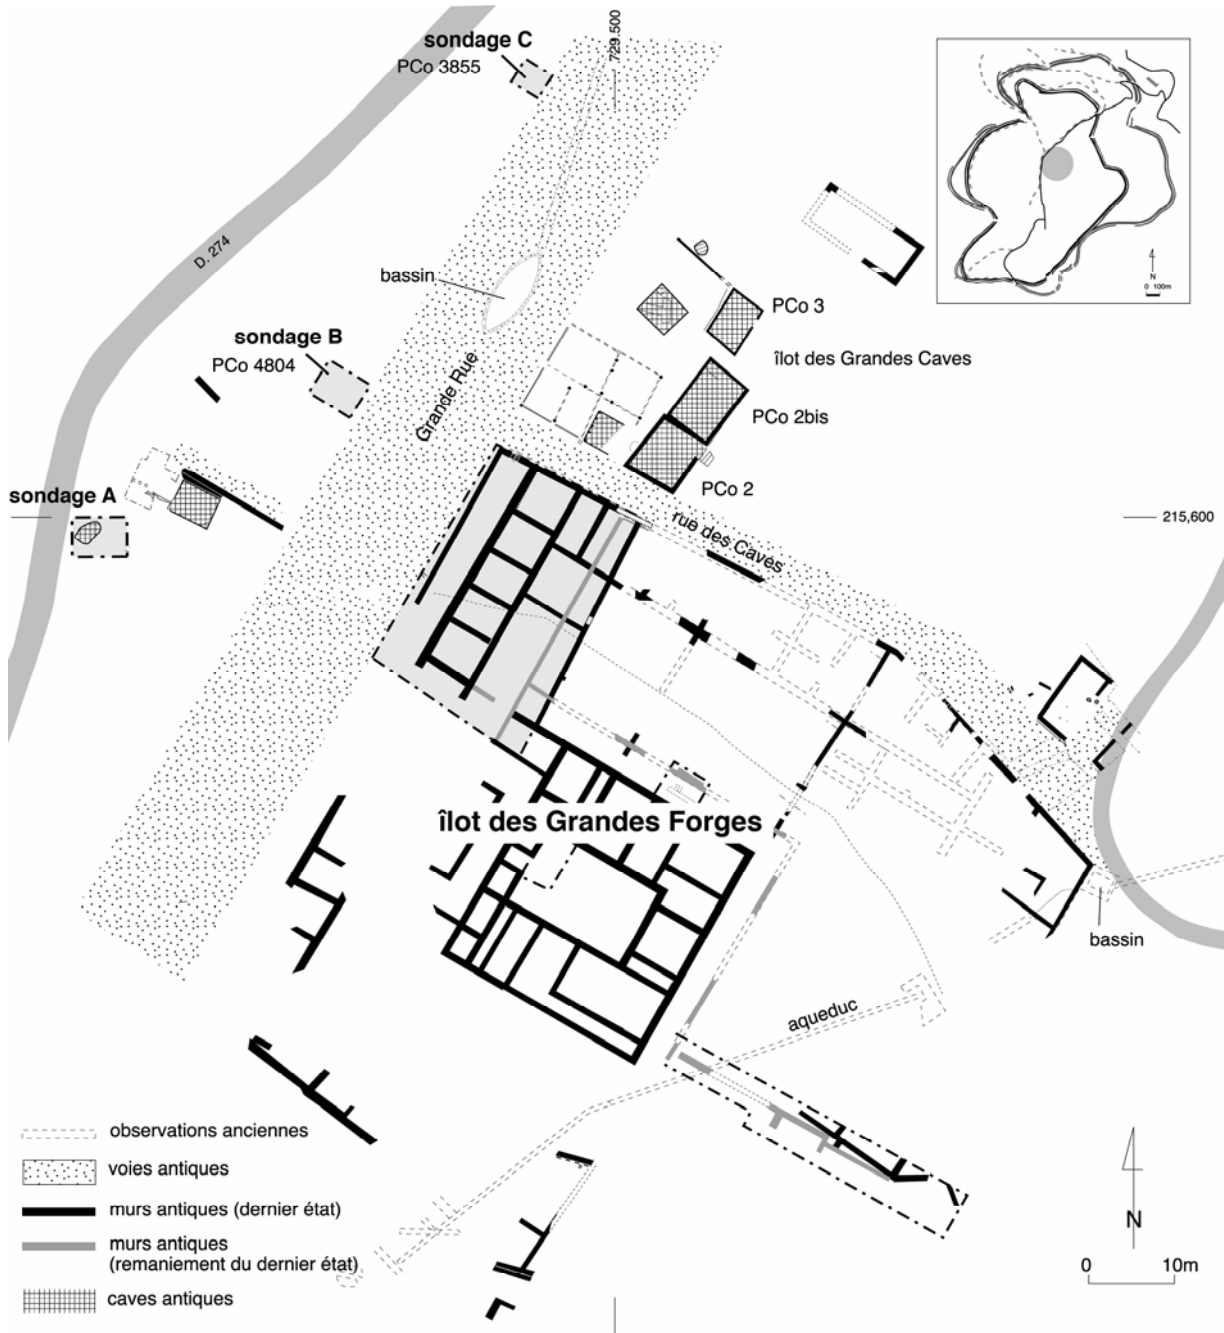 sondage C
PCo 3855
729.500
N
0 100m
D. 274
bassin
PCo 3
sondage B
PCo 4804
îlot des Grandes Caves
Grande Rue
PCo 2bis
sondage A
PCo 2
rue des Caves
215,600
îlot des Grandes Forges
bassin
aqueduc
observations anciennes
voies antiques
murs antiques (dernier état)
murs antiques
(remaniement du dernier état)
caves antiques
N
0 10m